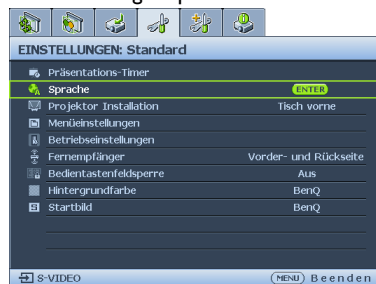 EINSTELLUNGEN: Standard
Präsentations-Timer
Sprache ENTER
Projektor Installation Tisch vorne
Menüeinstellungen
Betriebseinstellungen
Fernempfänger Vorder- und Rückseite
Bedientastenfeldsperre Aus
Hintergrundfarbe BenQ
Startbild BenQ
S-VIDEO MENU Beenden